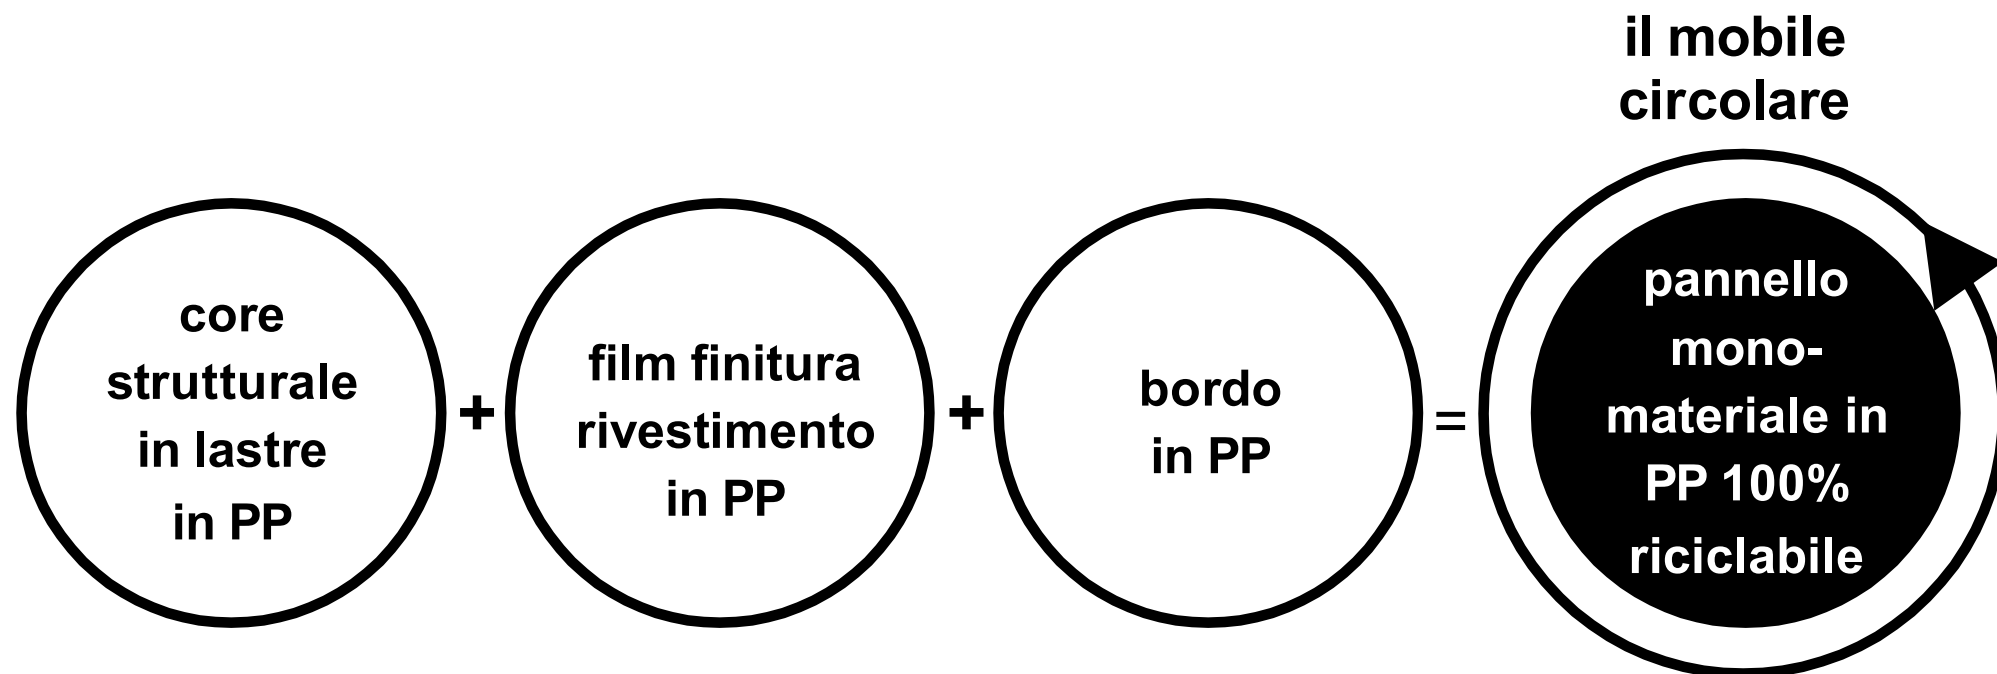 il mobile
circolare
core
strutturale
in lastre
in PP
+
film finitura
rivestimento
in PP
+
bordo
in PP
=
pannello
mono-
materiale in
PP 100%
riciclabile